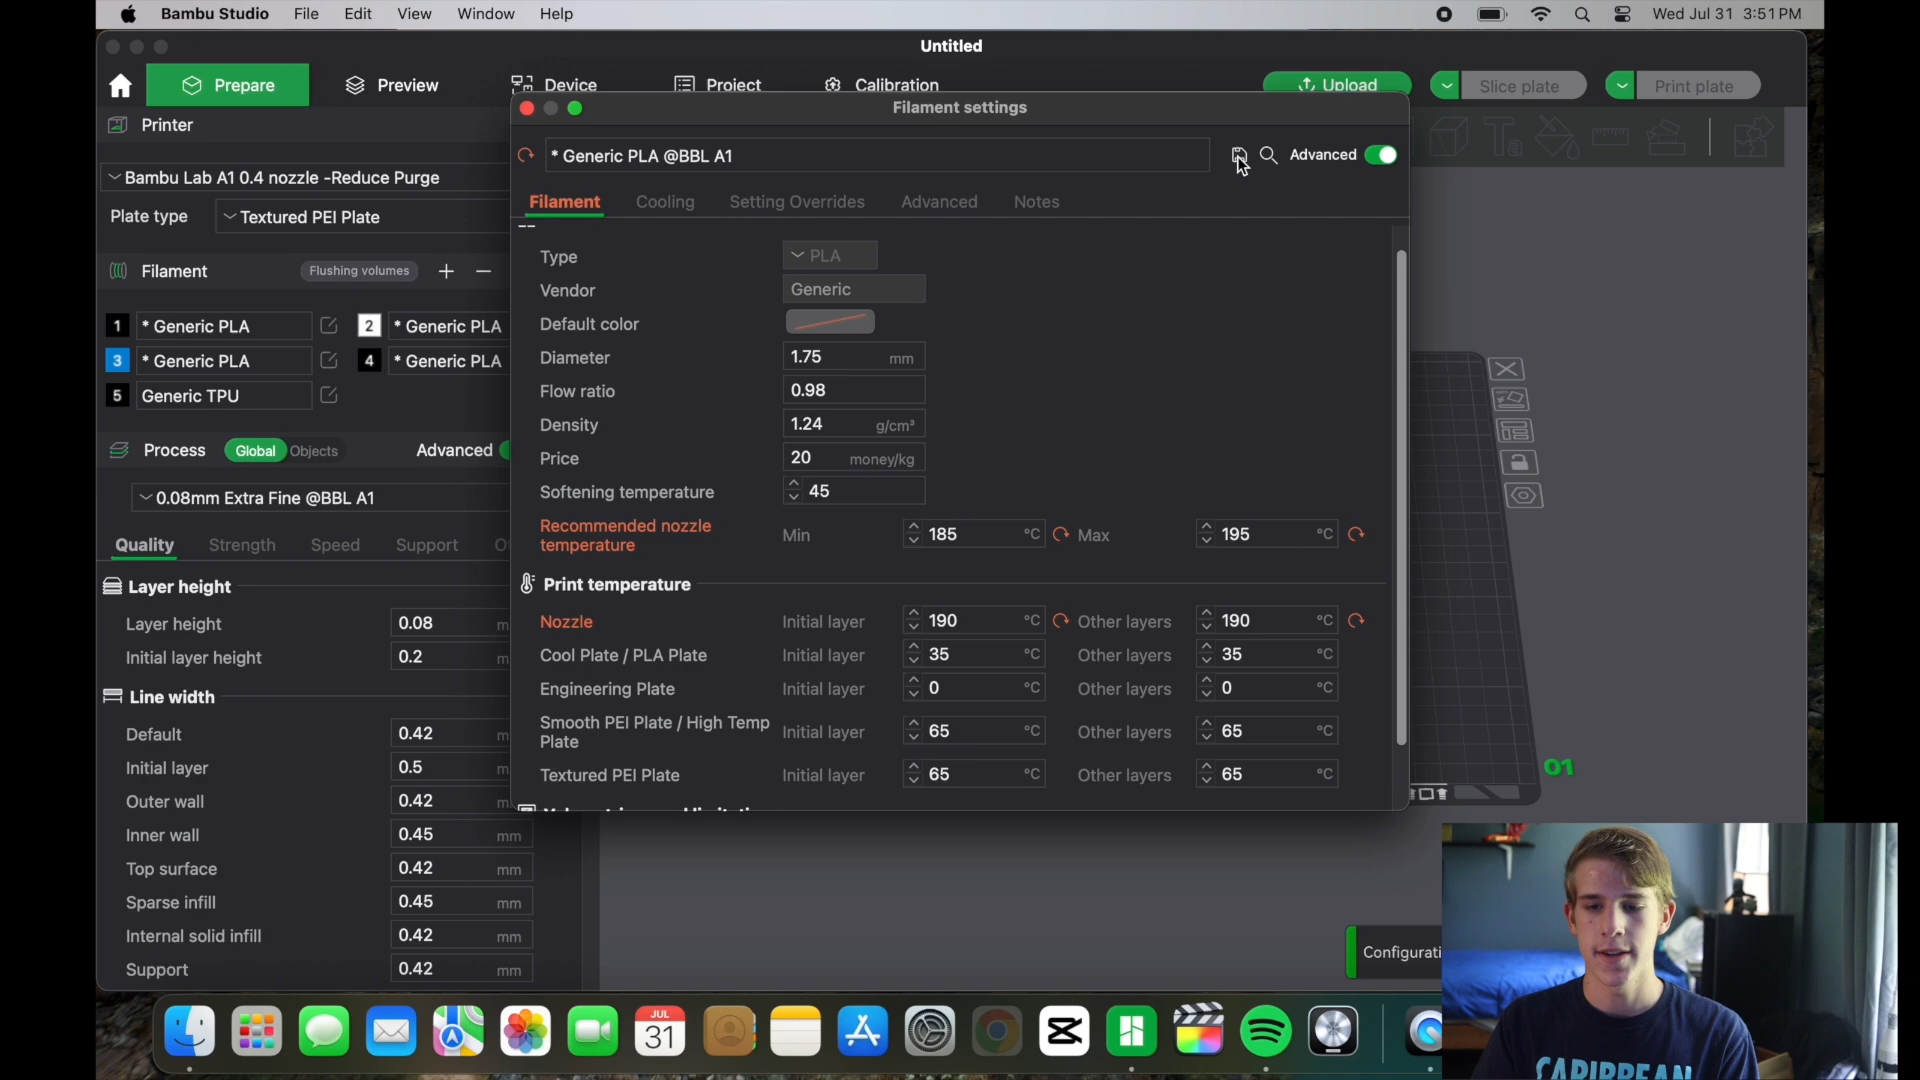 Bambu Studio File Edit View Window Help Wed Jul 31 3:51 PM
Untitled
Prepare Preview Device Project Calibration Upload Slice plate Print plate
Filament settings
Printer
* Generic PLA @BBL A1 Advanced
Bambu Lab A1 0.4 nozzle -Reduce Purge
Plate type Textured PEI Plate
Filament Cooling Setting Overrides Advanced Notes
Filament Flushing volumes + −
1 * Generic PLA 2 * Generic PLA
3 * Generic PLA 4 * Generic PLA
5 Generic TPU
Process Global Objects Advanced
0.08mm Extra Fine @BBL A1
Quality Strength Speed Support
Layer height
Layer height 0.08
Initial layer height 0.2
Line width
Default 0.42
Initial layer 0.5
Outer wall 0.42
Inner wall 0.45 mm
Top surface 0.42 mm
Sparse infill 0.45 mm
Internal solid infill 0.42 mm
Support 0.42 mm
Type PLA
Vendor Generic
Default color
Diameter 1.75 mm
Flow ratio 0.98
Density 1.24 g/cm³
Price 20 money/kg
Softening temperature 45
Recommended nozzle
temperature Min 185 °C Max 195 °C
Print temperature
Nozzle Initial layer 190 °C Other layers 190 °C
Cool Plate / PLA Plate Initial layer 35 °C Other layers 35 °C
Engineering Plate Initial layer 0 °C Other layers 0 °C
Smooth PEI Plate / High Temp
Plate Initial layer 65 °C Other layers 65 °C
Textured PEI Plate Initial layer 65 °C Other layers 65 °C
01
Configurati
JUL
31
CARIBBEAN